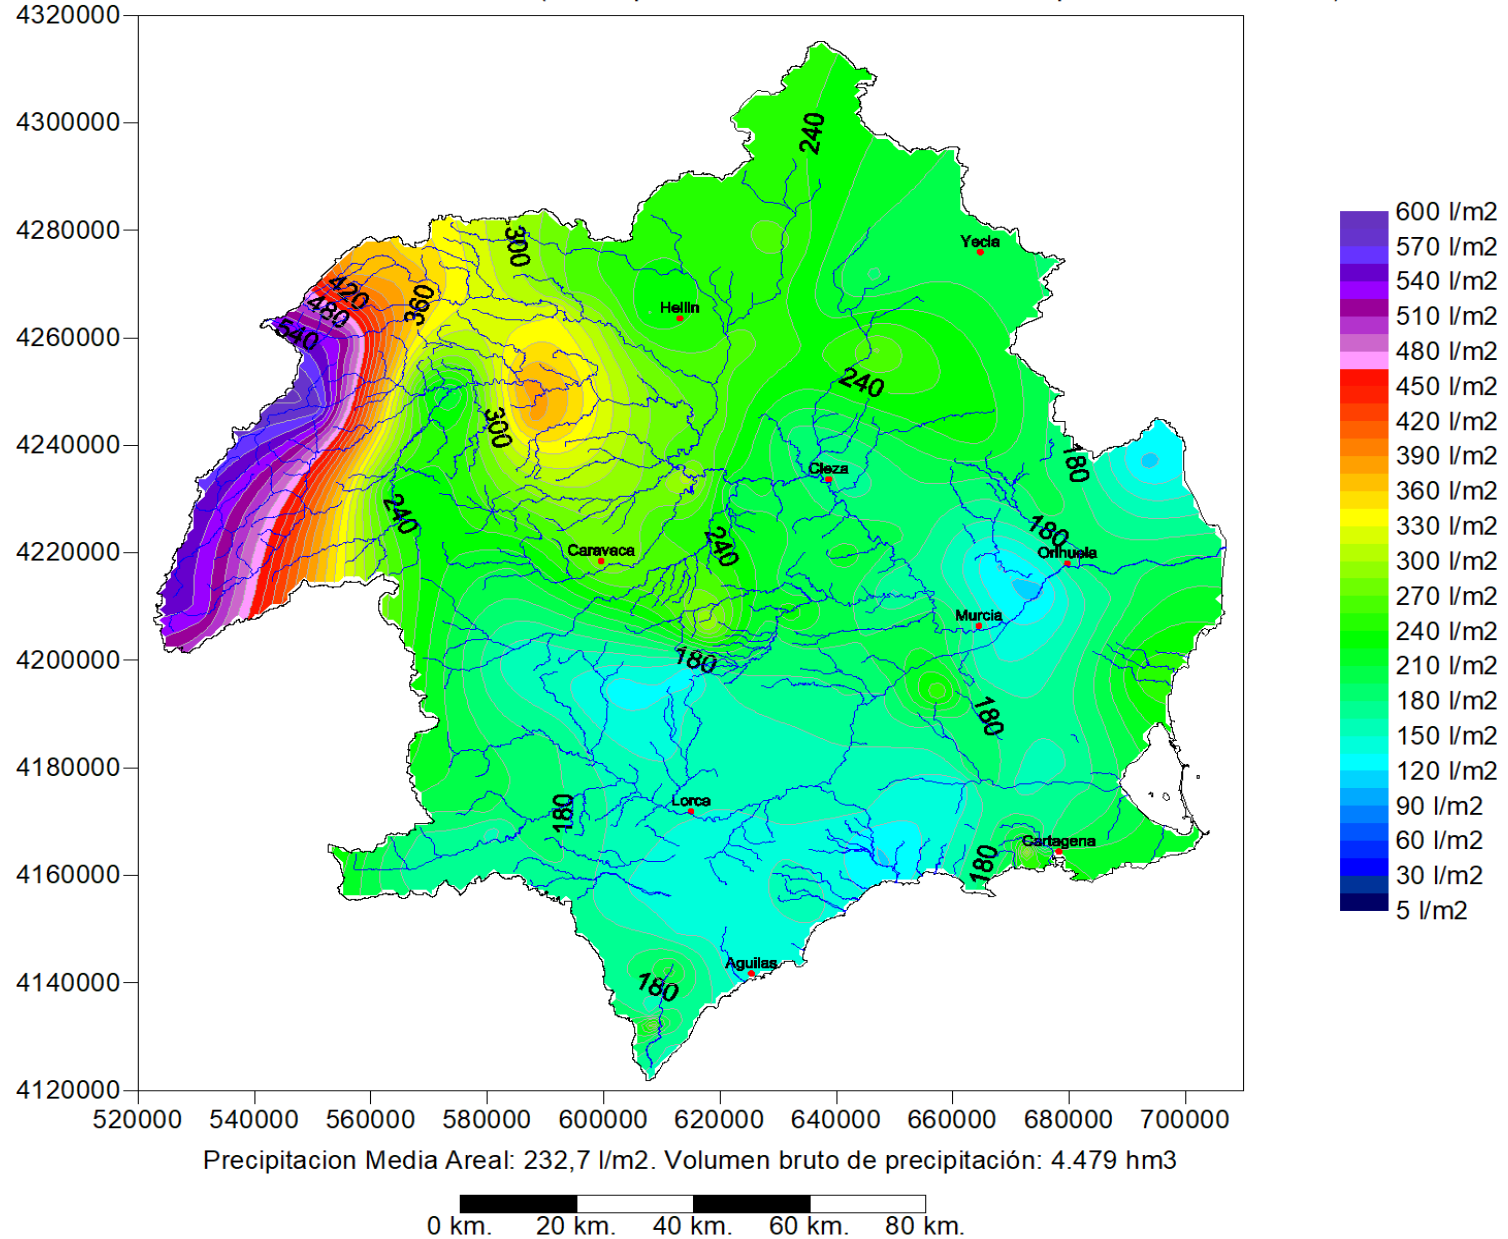 4320000
4300000
4280000
4260000
4240000
4220000
4200000
4180000
4160000
4140000
4120000
520000 540000 560000 580000 600000 620000 640000 660000 680000 700000
240
Yecla
300
Hellin
420
480
540
360
240
300
180
Cieza
240
180
Orihuela
240
Caravaca
Murcia
180
180
Lorca
180
Cartagena
180
Aguilas
180
600 l/m2
570 l/m2
540 l/m2
510 l/m2
480 l/m2
450 l/m2
420 l/m2
390 l/m2
360 l/m2
330 l/m2
300 l/m2
270 l/m2
240 l/m2
210 l/m2
180 l/m2
150 l/m2
120 l/m2
90 l/m2
60 l/m2
30 l/m2
5 l/m2
Precipitacion Media Areal: 232,7 l/m2. Volumen bruto de precipitación: 4.479 hm3
0 km. 20 km. 40 km. 60 km. 80 km.